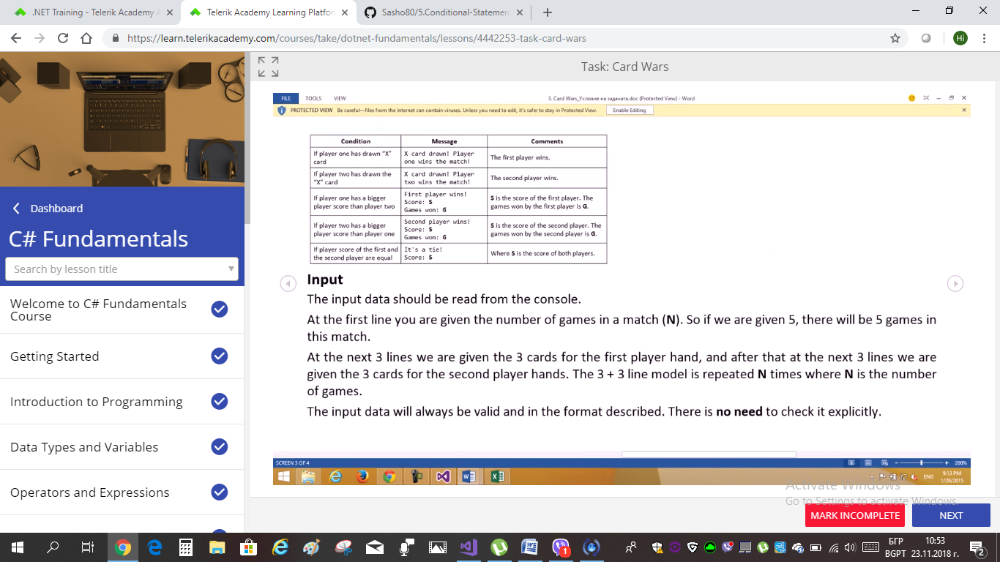 .NET Training - Telerik Academy
Telerik Academy Learning Platfor
Sasho80/5.Conditional-Statemen
https://learn.telerikacademy.com/courses/take/dotnet-fundamentals/lessons/4442253-task-card-wars
Hi
Task: Card Wars
Dashboard
C# Fundamentals
Search by lesson title
Welcome to C# Fundamentals
Course
Getting Started
Introduction to Programming
Data Types and Variables
Operators and Expressions
FILE TOOLS VIEW 3. Card Wars_Условие на задачата.doc (Protected View) - Word
PROTECTED VIEW Be careful—files from the Internet can contain viruses. Unless you need to edit, it's safer to stay in Protected View. Enable Editing
Condition Message Comments
If player one has drawn "X" card X card drawn! Player one wins the match! The first player wins.
If player two has drawn the "X" card X card drawn! Player two wins the match! The second player wins.
If player one has a bigger player score than player two First player wins! Score: S Games won: G S is the score of the first player. The games won by the first player is G.
If player two has a bigger player score than player one Second player wins! Score: S Games won: G S is the score of the second player. The games won by the second player is G.
If player score of the first and the second player are equal It's a tie! Score: S Where S is the score of both players.
Input
The input data should be read from the console.
At the first line you are given the number of games in a match (N). So if we are given 5, there will be 5 games in
this match.
At the next 3 lines we are given the 3 cards for the first player hand, and after that at the next 3 lines we are
given the 3 cards for the second player hands. The 3 + 3 line model is repeated N times where N is the number
of games.
The input data will always be valid and in the format described. There is no need to check it explicitly.
SCREEN 3 OF 4
200%
ENG
9:13 PM
1/29/2015
Activate Windows
Go to Settings to activate Windows.
MARK INCOMPLETE
NEXT
1
БГР
BGPT
10:53
23.11.2018 г.
2